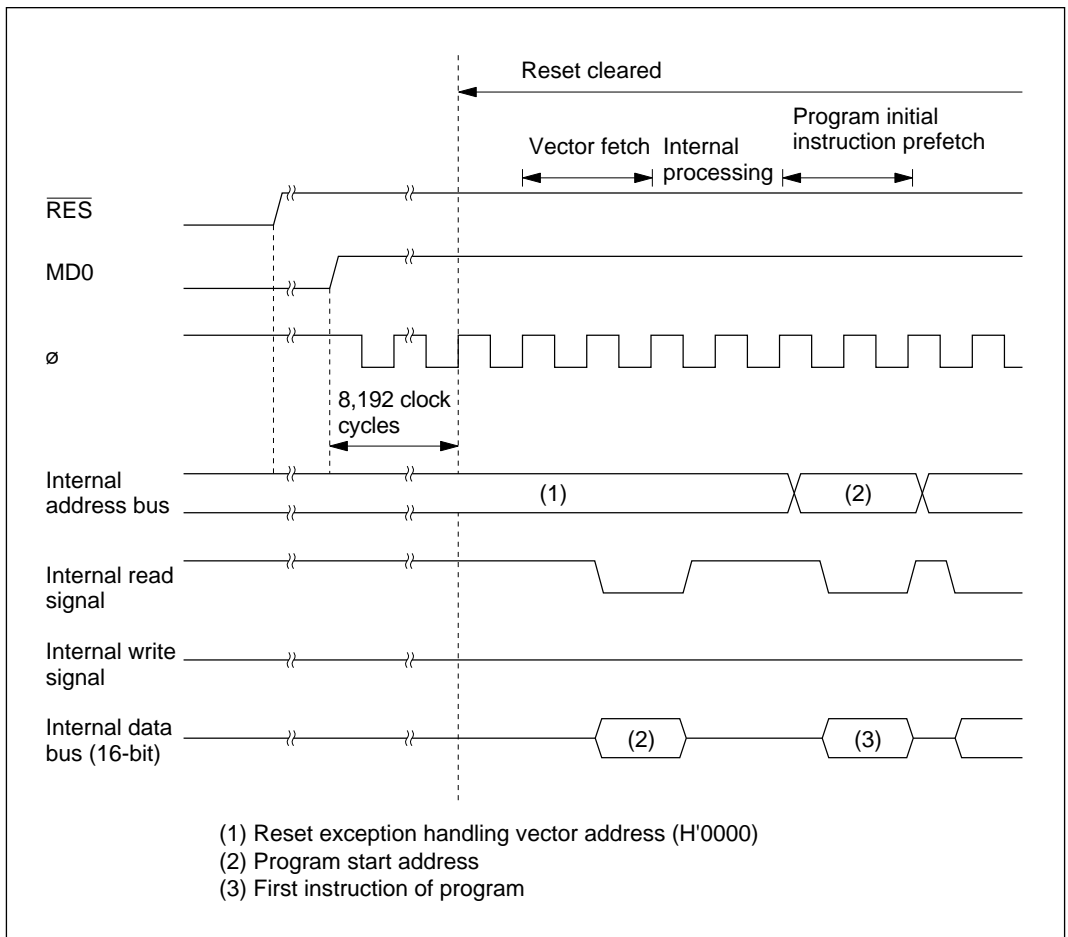 Reset cleared
Program initial
instruction prefetch
Vector fetch
Internal
processing
RES
MD0
ø
8,192 clock
cycles
Internal
address bus
(1)
(2)
Internal read
signal
Internal write
signal
Internal data
bus (16-bit)
(2)
(3)
(1) Reset exception handling vector address (H'0000)
(2) Program start address
(3) First instruction of program